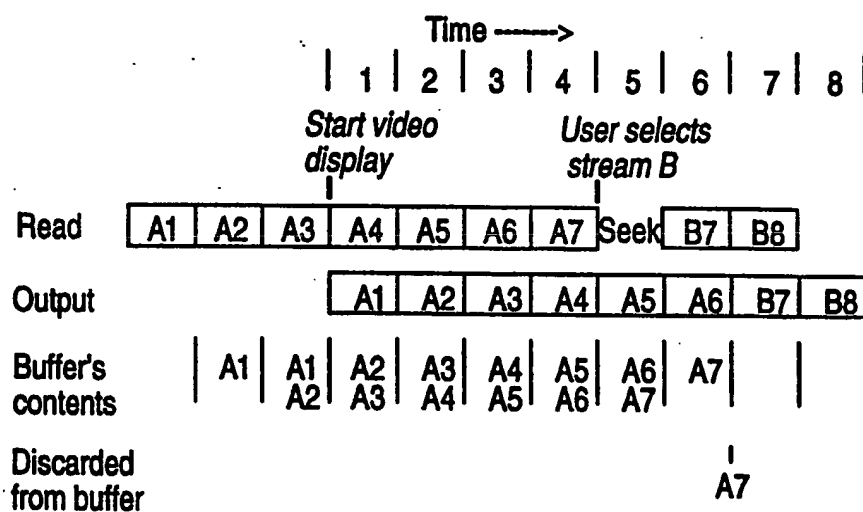 Time ------>
| 1 | 2 | 3 | 4 | 5 | 6 | 7 | 8 |
Start video User selects
display stream B
Read A1 A2 A3 A4 A5 A6 A7 Seek B7 B8
Output A1 A2 A3 A4 A5 A6 B7 B8
Buffer's A1 A1 A2 A3 A4 A5 A6 A7
contents A2 A3 A4 A5 A6 A7
Discarded
from buffer A7